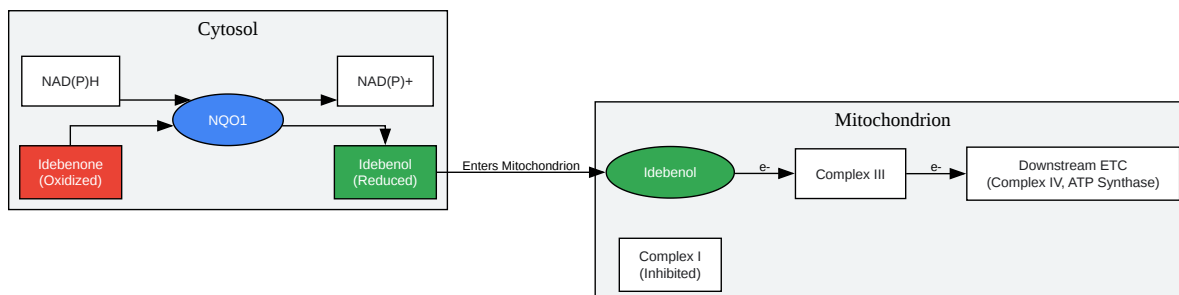 Cytosol
NAD(P)H
NAD(P)+
NQO1
Idebenone
(Oxidized)
Idebenol
(Reduced)
Enters Mitochondrion
Mitochondrion
Idebenol
e-
Complex III
e-
Downstream ETC
(Complex IV, ATP Synthase)
Complex I
(Inhibited)